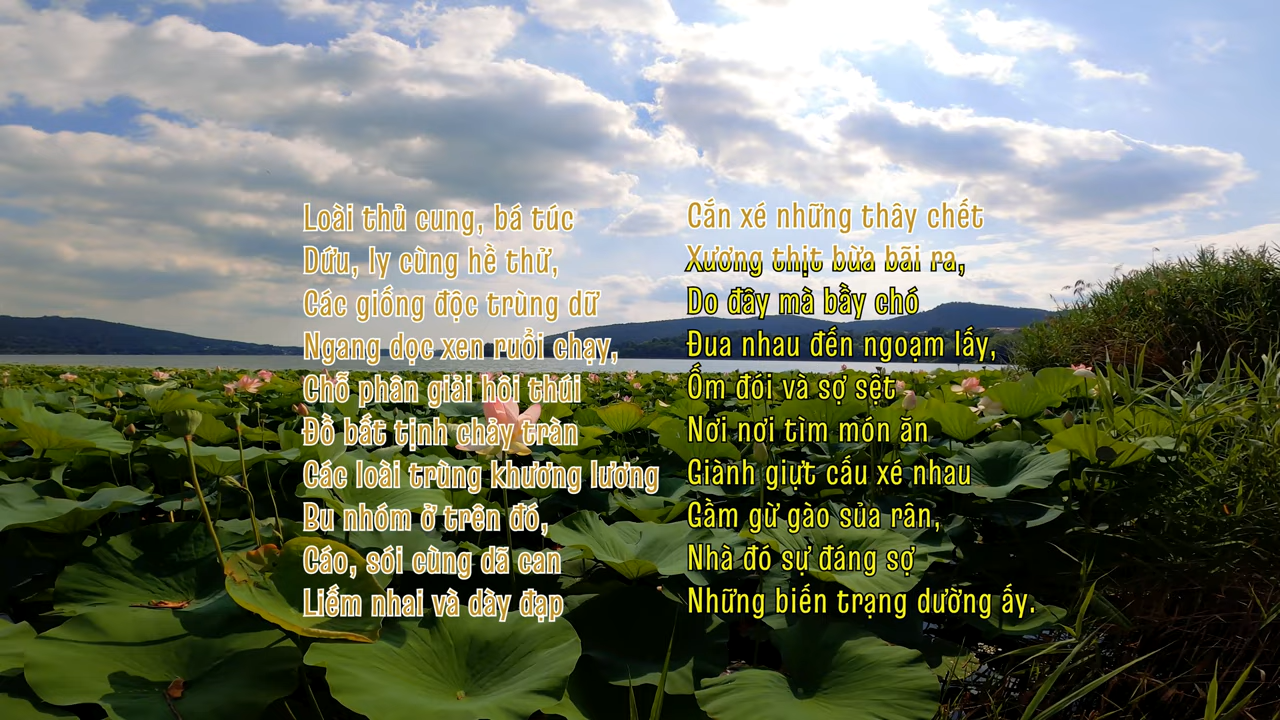 Loài thủ cung, bá túc
Dứu, ly cùng hề thử,
Các giống độc trùng dữ
Ngang dọc xen ruổi chạy,
Chỗ phân giải hôi thúi
Đồ bất tịnh chảy tràn
Các loài trùng khương lương
Bu nhóm ở trên đó,
Cáo, sói cùng dã can
Liếm nhai và dày đạp
Cắn xé những thây chết
Xương thịt bừa bãi ra,
Do đây mà bầy chó
Đua nhau đến ngoạm lấy,
Ốm đói và sợ sệt
Nơi nơi tìm món ăn
Giành giựt cấu xé nhau
Gầm gừ gào sủa rân,
Nhà đó sự đáng sợ
Những biến trạng dường ấy.